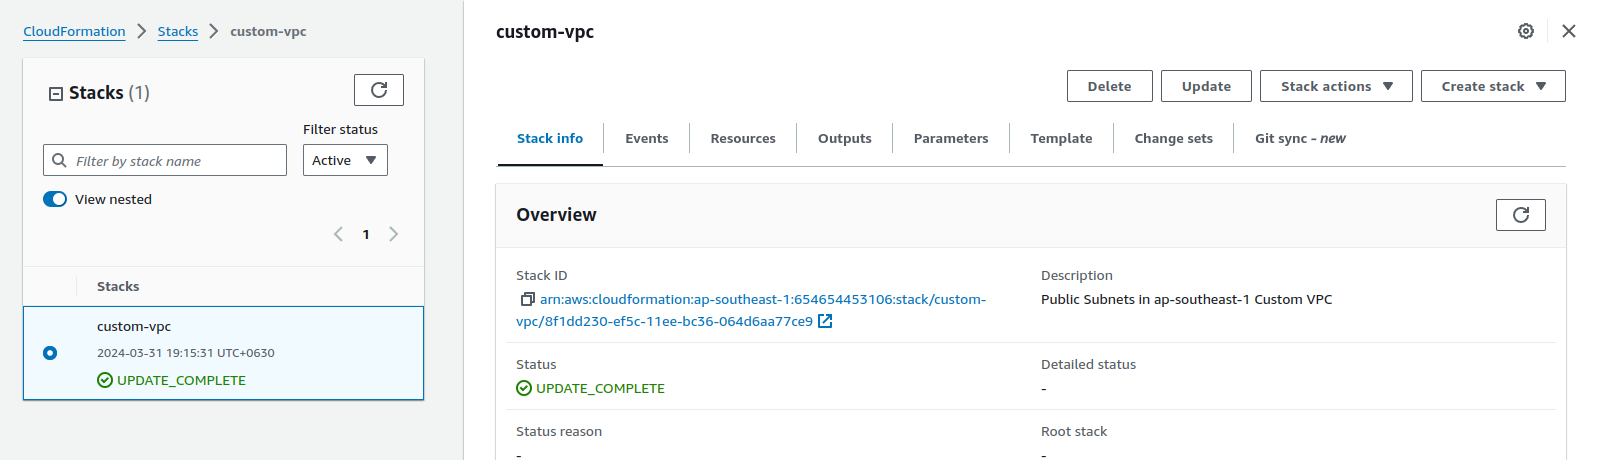 CloudFormation > Stacks > custom-vpc
Stacks (1)
Filter status
Filter by stack name
Active
View nested
1
Stacks
custom-vpc
2024-03-31 19:15:31 UTC+0630
UPDATE_COMPLETE
custom-vpc
Delete
Update
Stack actions
Create stack
Stack info
Events
Resources
Outputs
Parameters
Template
Change sets
Git sync - new
Overview
Stack ID
arn:aws:cloudformation:ap-southeast-1:654654453106:stack/custom-
vpc/8f1dd230-ef5c-11ee-bc36-064d6aa77ce9
Description
Public Subnets in ap-southeast-1 Custom VPC
Status
UPDATE_COMPLETE
Detailed status
-
Status reason
-
Root stack
-